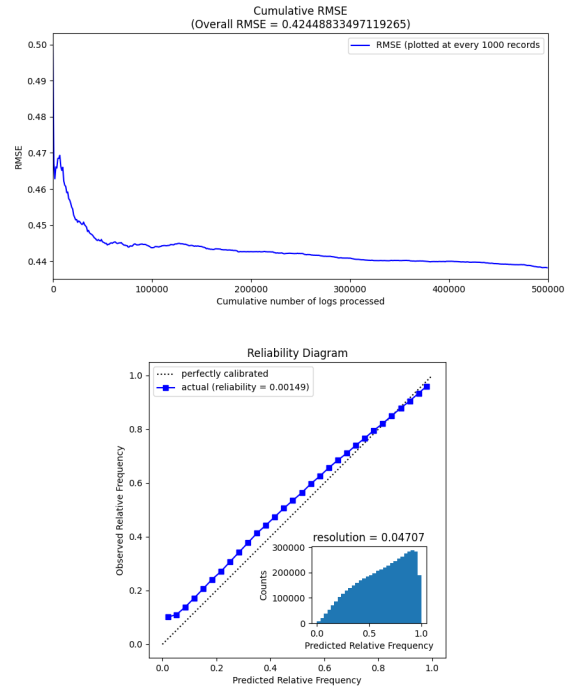 Cumulative RMSE
(Overall RMSE = 0.42448833497119265)
0.50
0.49
0.48
0.47
0.46
0.45
0.44
RMSE
RMSE (plotted at every 1000 records
0
100000
200000
300000
400000
500000
Cumulative number of logs processed
Reliability Diagram
perfectly calibrated
actual (reliability = 0.00149)
1.0
0.8
0.6
0.4
0.2
0.0
Observed Relative Frequency
resolution = 0.04707
300000
200000
100000
0
Counts
0.0
0.5
1.0
Predicted Relative Frequency
0.0
0.2
0.4
0.6
0.8
1.0
Predicted Relative Frequency